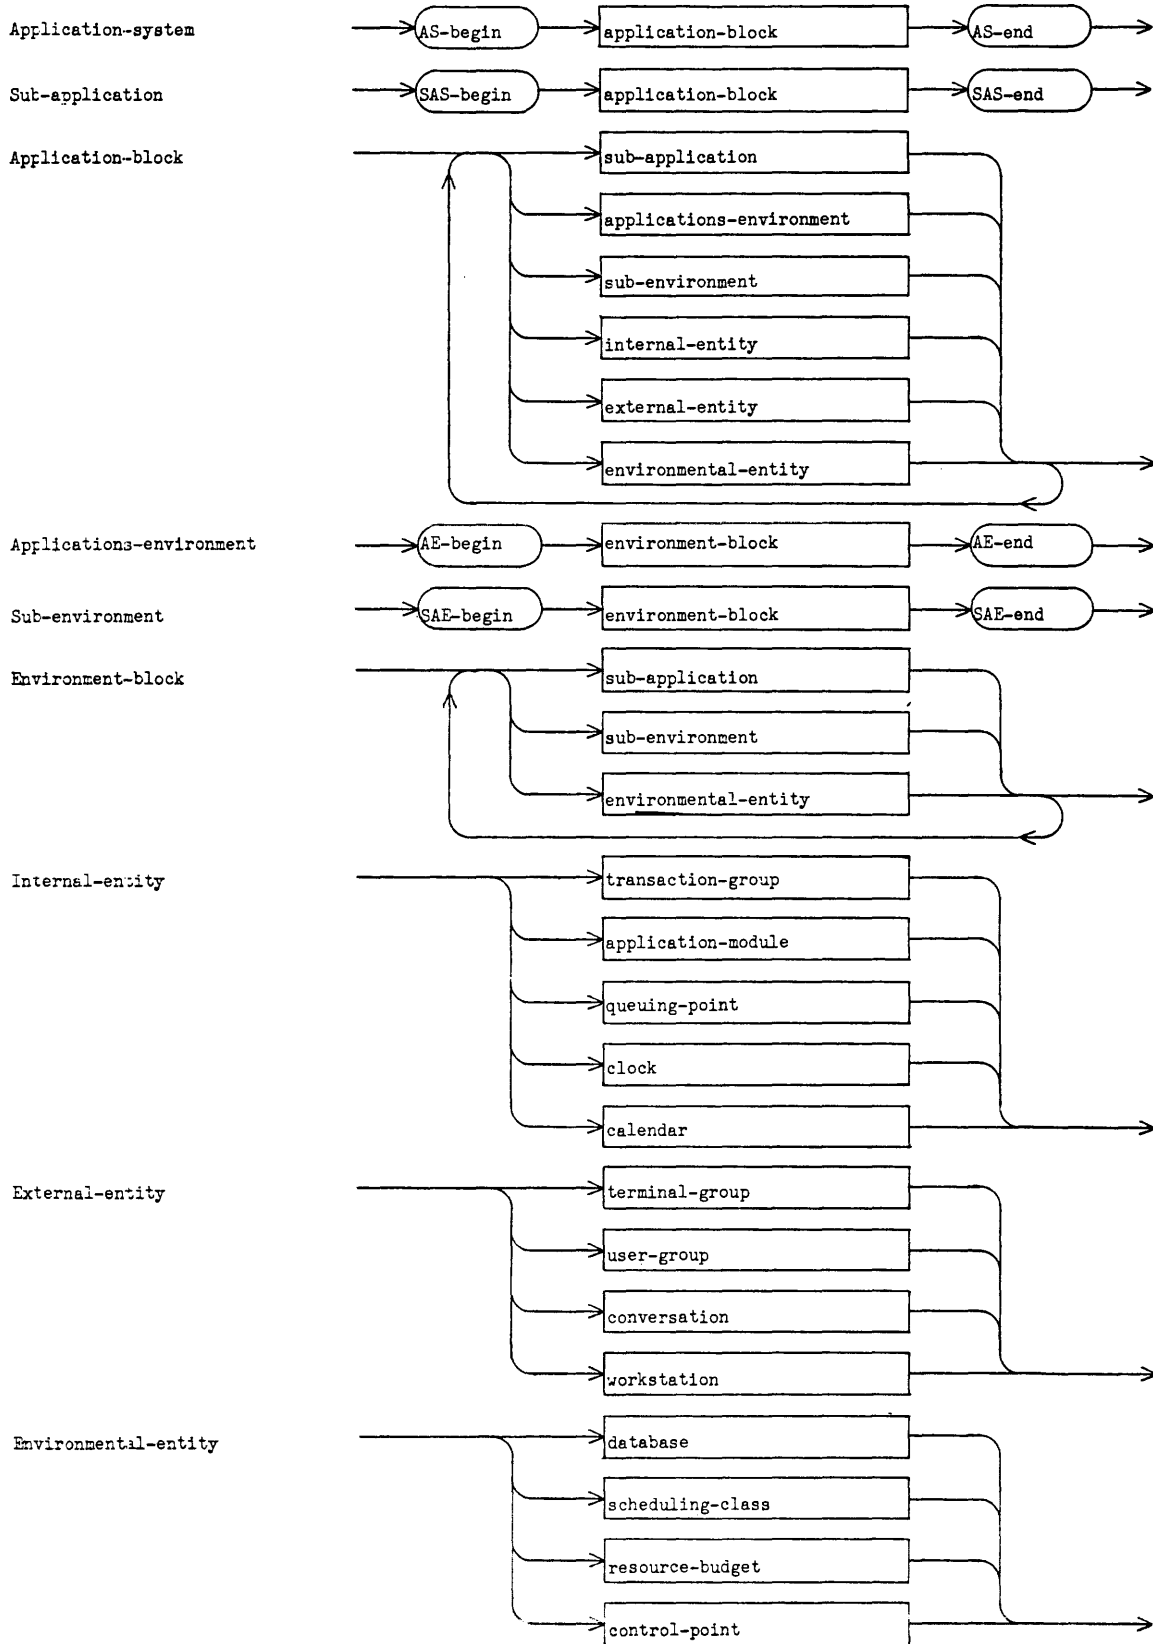 Application-system AS-begin application-block AS-end
Sub-application SAS-begin application-block SAS-end
Application-block sub-application
applications-environment
sub-environment
internal-entity
external-entity
environmental-entity
Applications-environment AE-begin environment-block AE-end
Sub-environment SAE-begin environment-block SAE-end
Environment-block sub-application
sub-environment
environmental-entity
Internal-entity transaction-group
application-module
queuing-point
clock
calendar
External-entity terminal-group
user-group
conversation
workstation
Environmental-entity database
scheduling-class
resource-budget
control-point